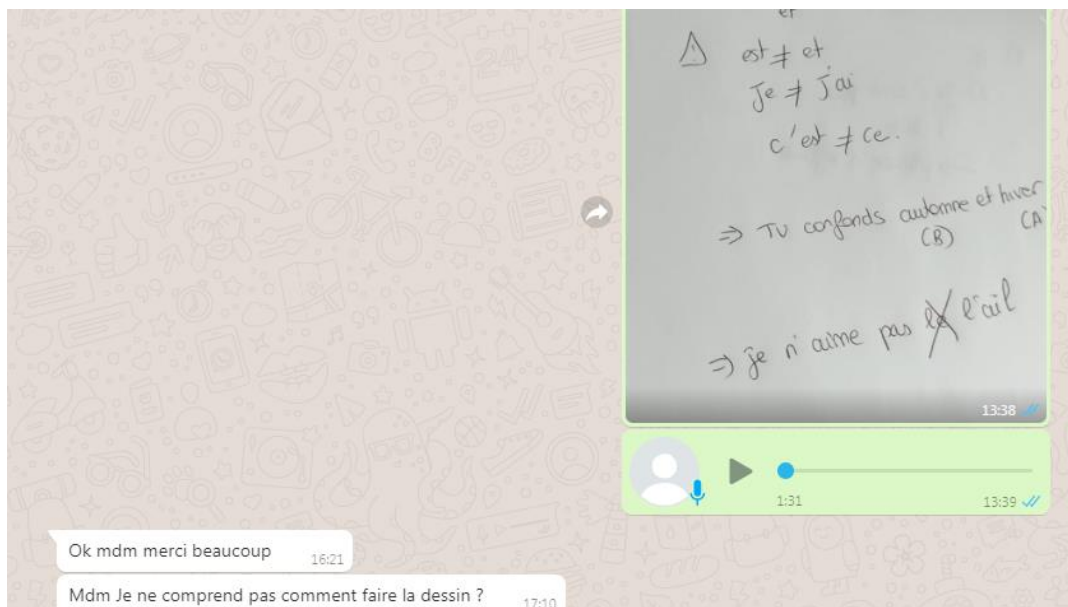 et
⚠ est ≠ et
Je ≠ J'ai
c'est ≠ ce.
⇒ TU confonds automne et hiver
(B) (A
⇒ je n'aime pas l'ail
13:38
1:31 13:39
Ok mdm merci beaucoup 16:21
Mdm Je ne comprend pas comment faire la dessin ? 17:10